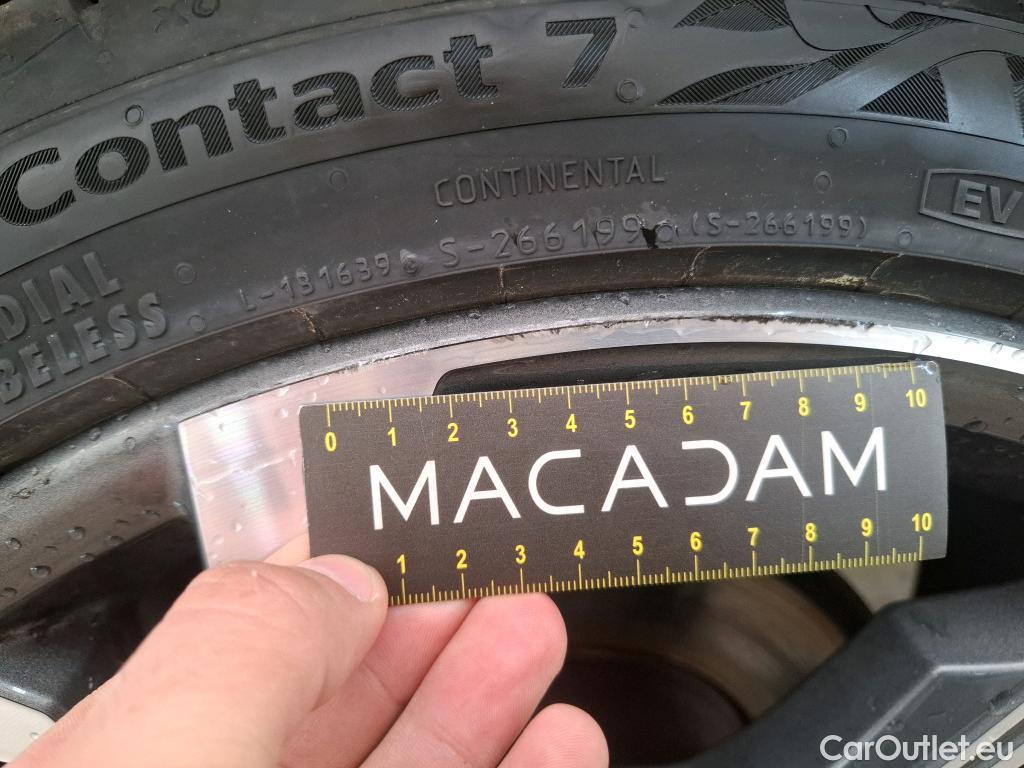 XO
Contact 7
CONTINENTAL
EV
L-131639 S-266199 (S-266199)
DIAL
BELESS
0 1 2 3 4 5 6 7 8 9 10
MACADAM
1 2 3 4 5 6 7 8 9 10
CarOutlet.eu